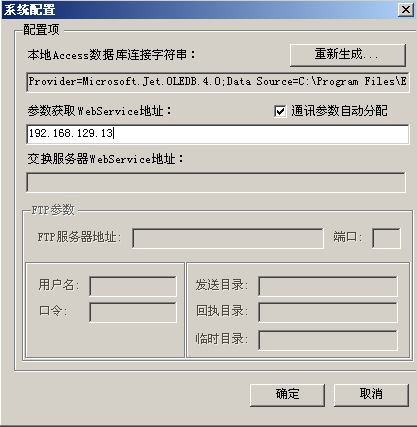 系统配置
配置项
本地Access数据库连接字符串：
重新生成...
Provider=Microsoft.Jet.OLEDB.4.0;Data Source=C:\Program Files\E
参数获取WebService地址：
通讯参数自动分配
192.168.129.13
交换服务器WebService地址：
FTP参数
FTP服务器地址：
端口：
用户名：
发送目录：
口令：
回执目录：
临时目录：
确定
取消